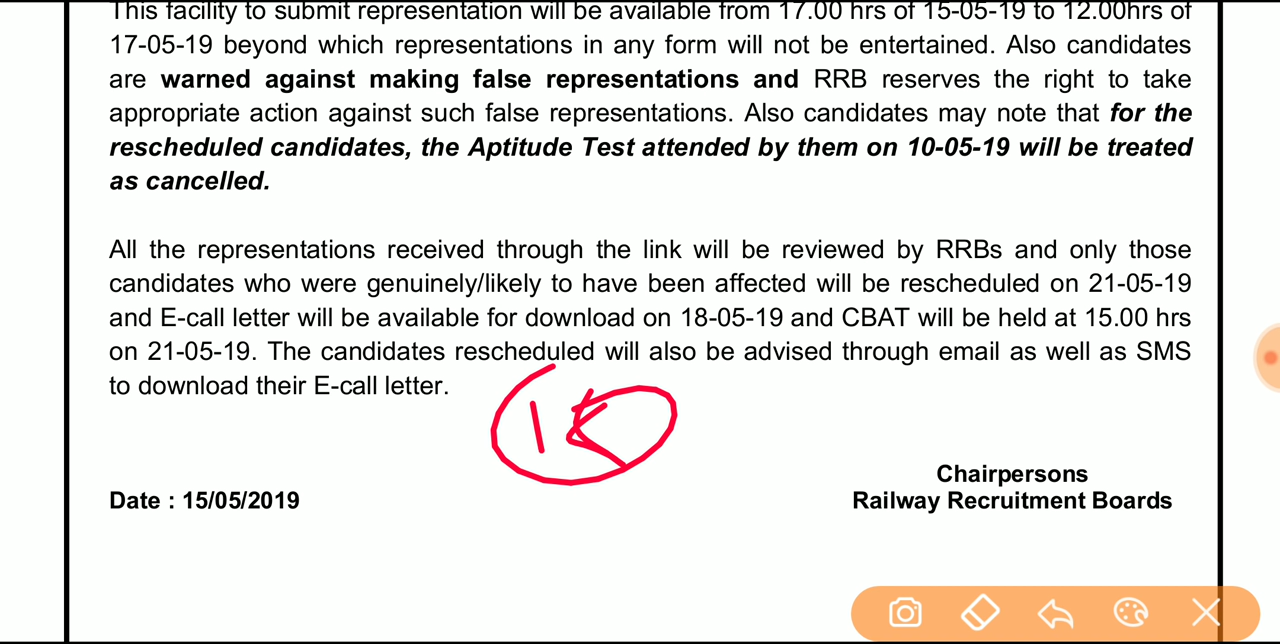 This facility to submit representation will be available from 17.00 hrs of 15-05-19 to 12.00hrs of
17-05-19 beyond which representations in any form will not be entertained. Also candidates
are warned against making false representations and RRB reserves the right to take
appropriate action against such false representations. Also candidates may note that for the
rescheduled candidates, the Aptitude Test attended by them on 10-05-19 will be treated
as cancelled.
All the representations received through the link will be reviewed by RRBs and only those
candidates who were genuinely/likely to have been affected will be rescheduled on 21-05-19
and E-call letter will be available for download on 18-05-19 and CBAT will be held at 15.00 hrs
on 21-05-19. The candidates rescheduled will also be advised through email as well as SMS
to download their E-call letter.
Chairpersons
Date : 15/05/2019 Railway Recruitment Boards